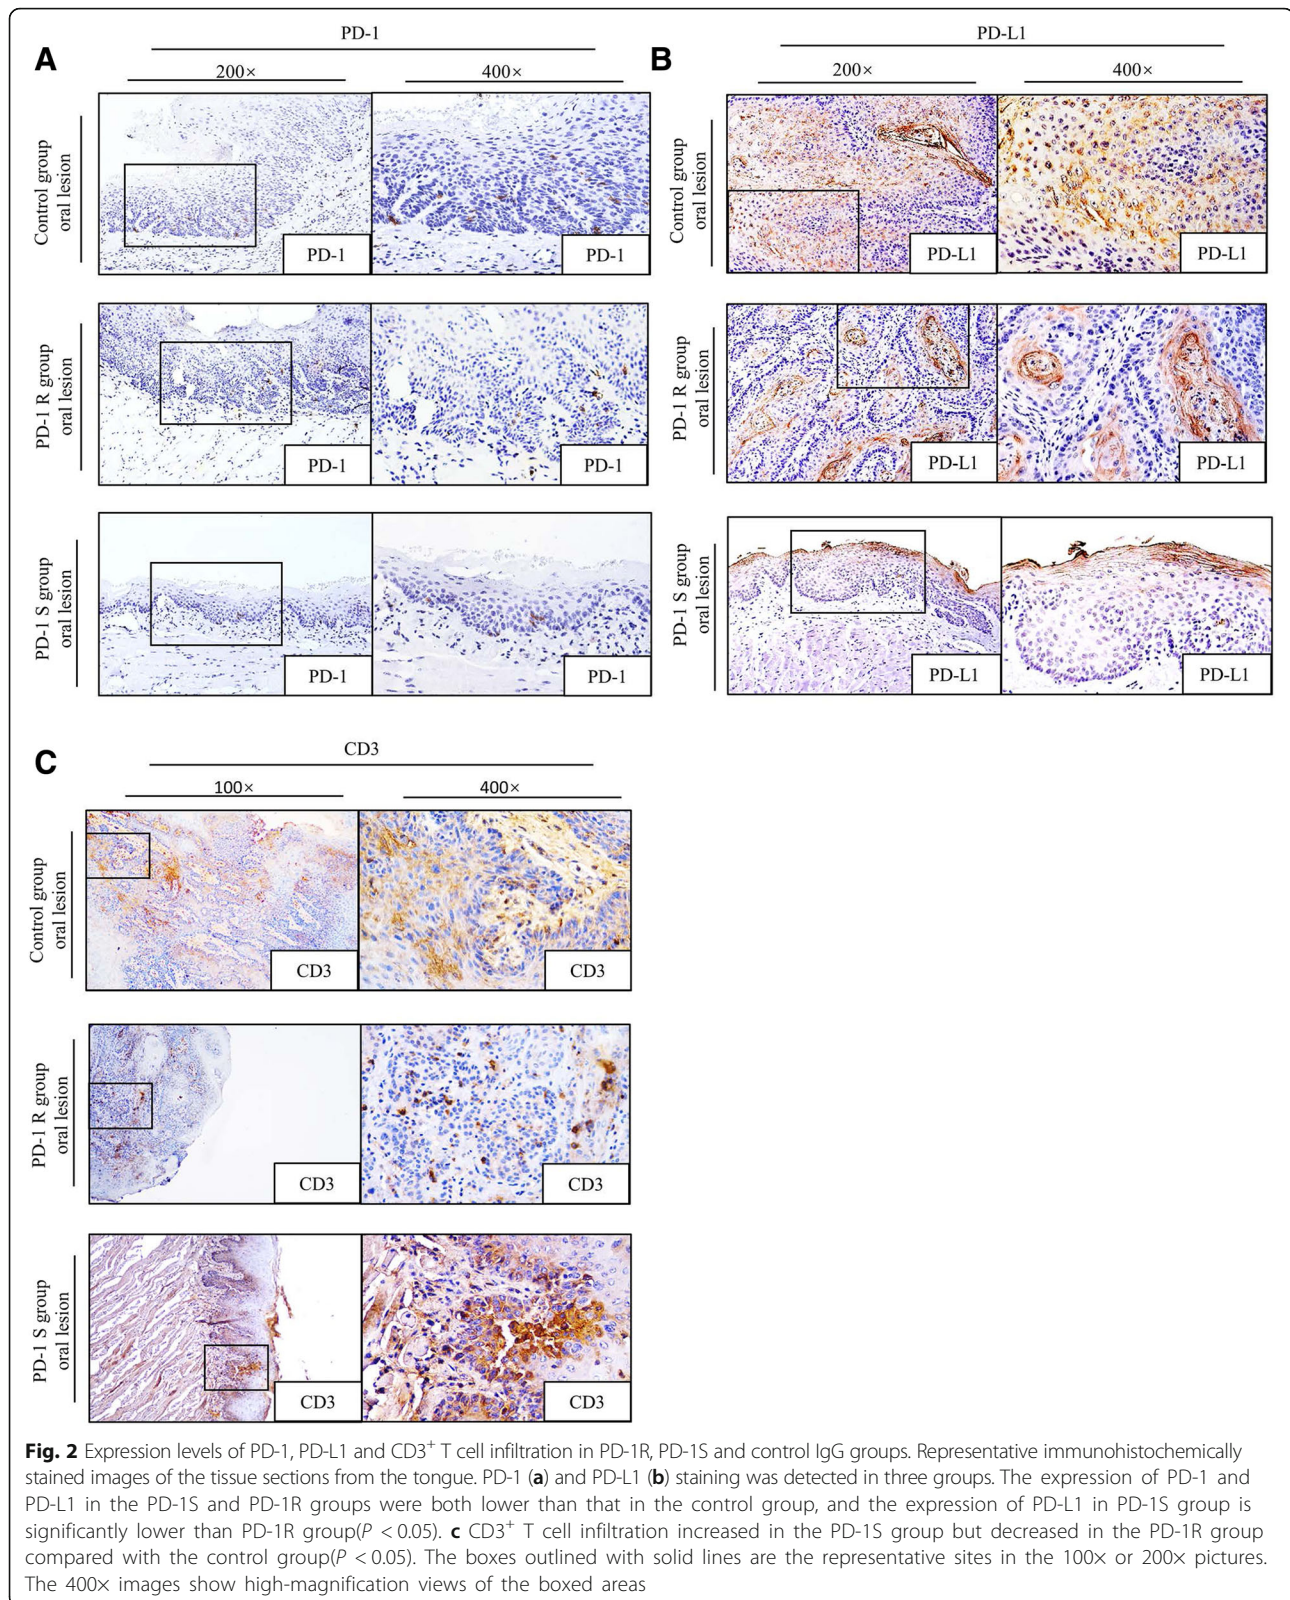 A
PD-1
200×
400×
Control group
oral lesion
PD-1
PD-1
PD-1 R group
oral lesion
PD-1
PD-1
PD-1 S group
oral lesion
PD-1
PD-1
B
PD-L1
200×
400×
Control group
oral lesion
PD-L1
PD-L1
PD-1 R group
oral lesion
PD-L1
PD-L1
PD-1 S group
oral lesion
PD-L1
PD-L1
C
CD3
100×
400×
Control group
oral lesion
CD3
CD3
PD-1 R group
oral lesion
CD3
CD3
PD-1 S group
oral lesion
CD3
CD3
Fig. 2 Expression levels of PD-1, PD-L1 and CD3⁺ T cell infiltration in PD-1R, PD-1S and control IgG groups. Representative immunohistochemically
stained images of the tissue sections from the tongue. PD-1 (a) and PD-L1 (b) staining was detected in three groups. The expression of PD-1 and
PD-L1 in the PD-1S and PD-1R groups were both lower than that in the control group, and the expression of PD-L1 in PD-1S group is
significantly lower than PD-1R group(P < 0.05). c CD3⁺ T cell infiltration increased in the PD-1S group but decreased in the PD-1R group
compared with the control group(P < 0.05). The boxes outlined with solid lines are the representative sites in the 100× or 200× pictures.
The 400× images show high-magnification views of the boxed areas